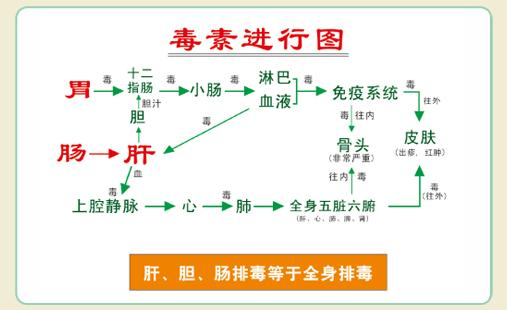 毒素进行图
胃
毒
十二
指肠
毒
小肠
毒
淋巴
血液
毒
免疫系统
毒
往外
胆汁
胆
毒
毒
往内
皮肤
(出疹, 红肿)
肠
肝
骨头
(非常严重)
血
毒
往内
毒
毒
(往外)
上腔静脉
心
毒
肺
全身五脏六腑
(肝、心、肺、脾、肾)
肝、胆、肠排毒等于全身排毒